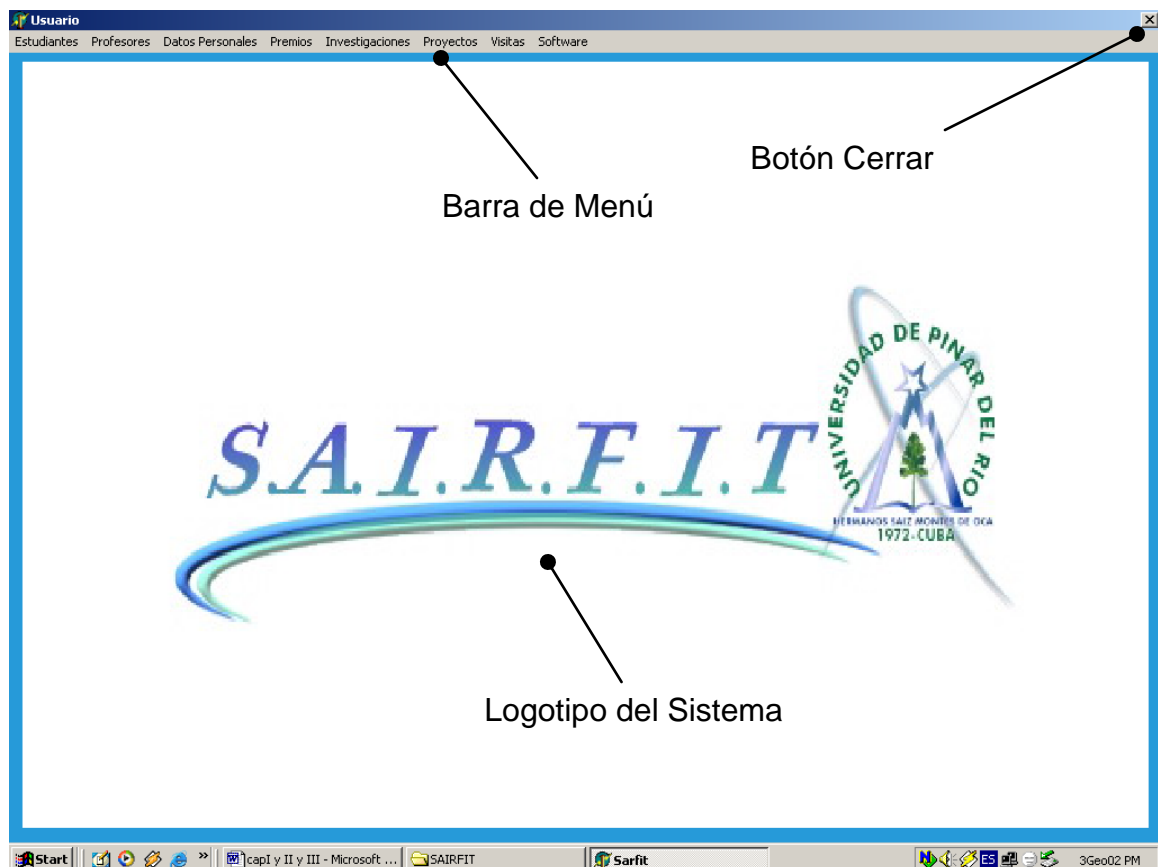 Usuario
Estudiantes Profesores Datos Personales Premios Investigaciones Proyectos Visitas Software
Botón Cerrar
Barra de Menú
UNIVERSIDAD DE PINAR DEL RIO
S.A.I.R.F.I.T
HERMANOS SAIZ MONTES DE OCA
1972-CUBA
Logotipo del Sistema
Start » capI y II y III - Microsoft ... SAIRFIT Sarfit ES 3Geo02 PM